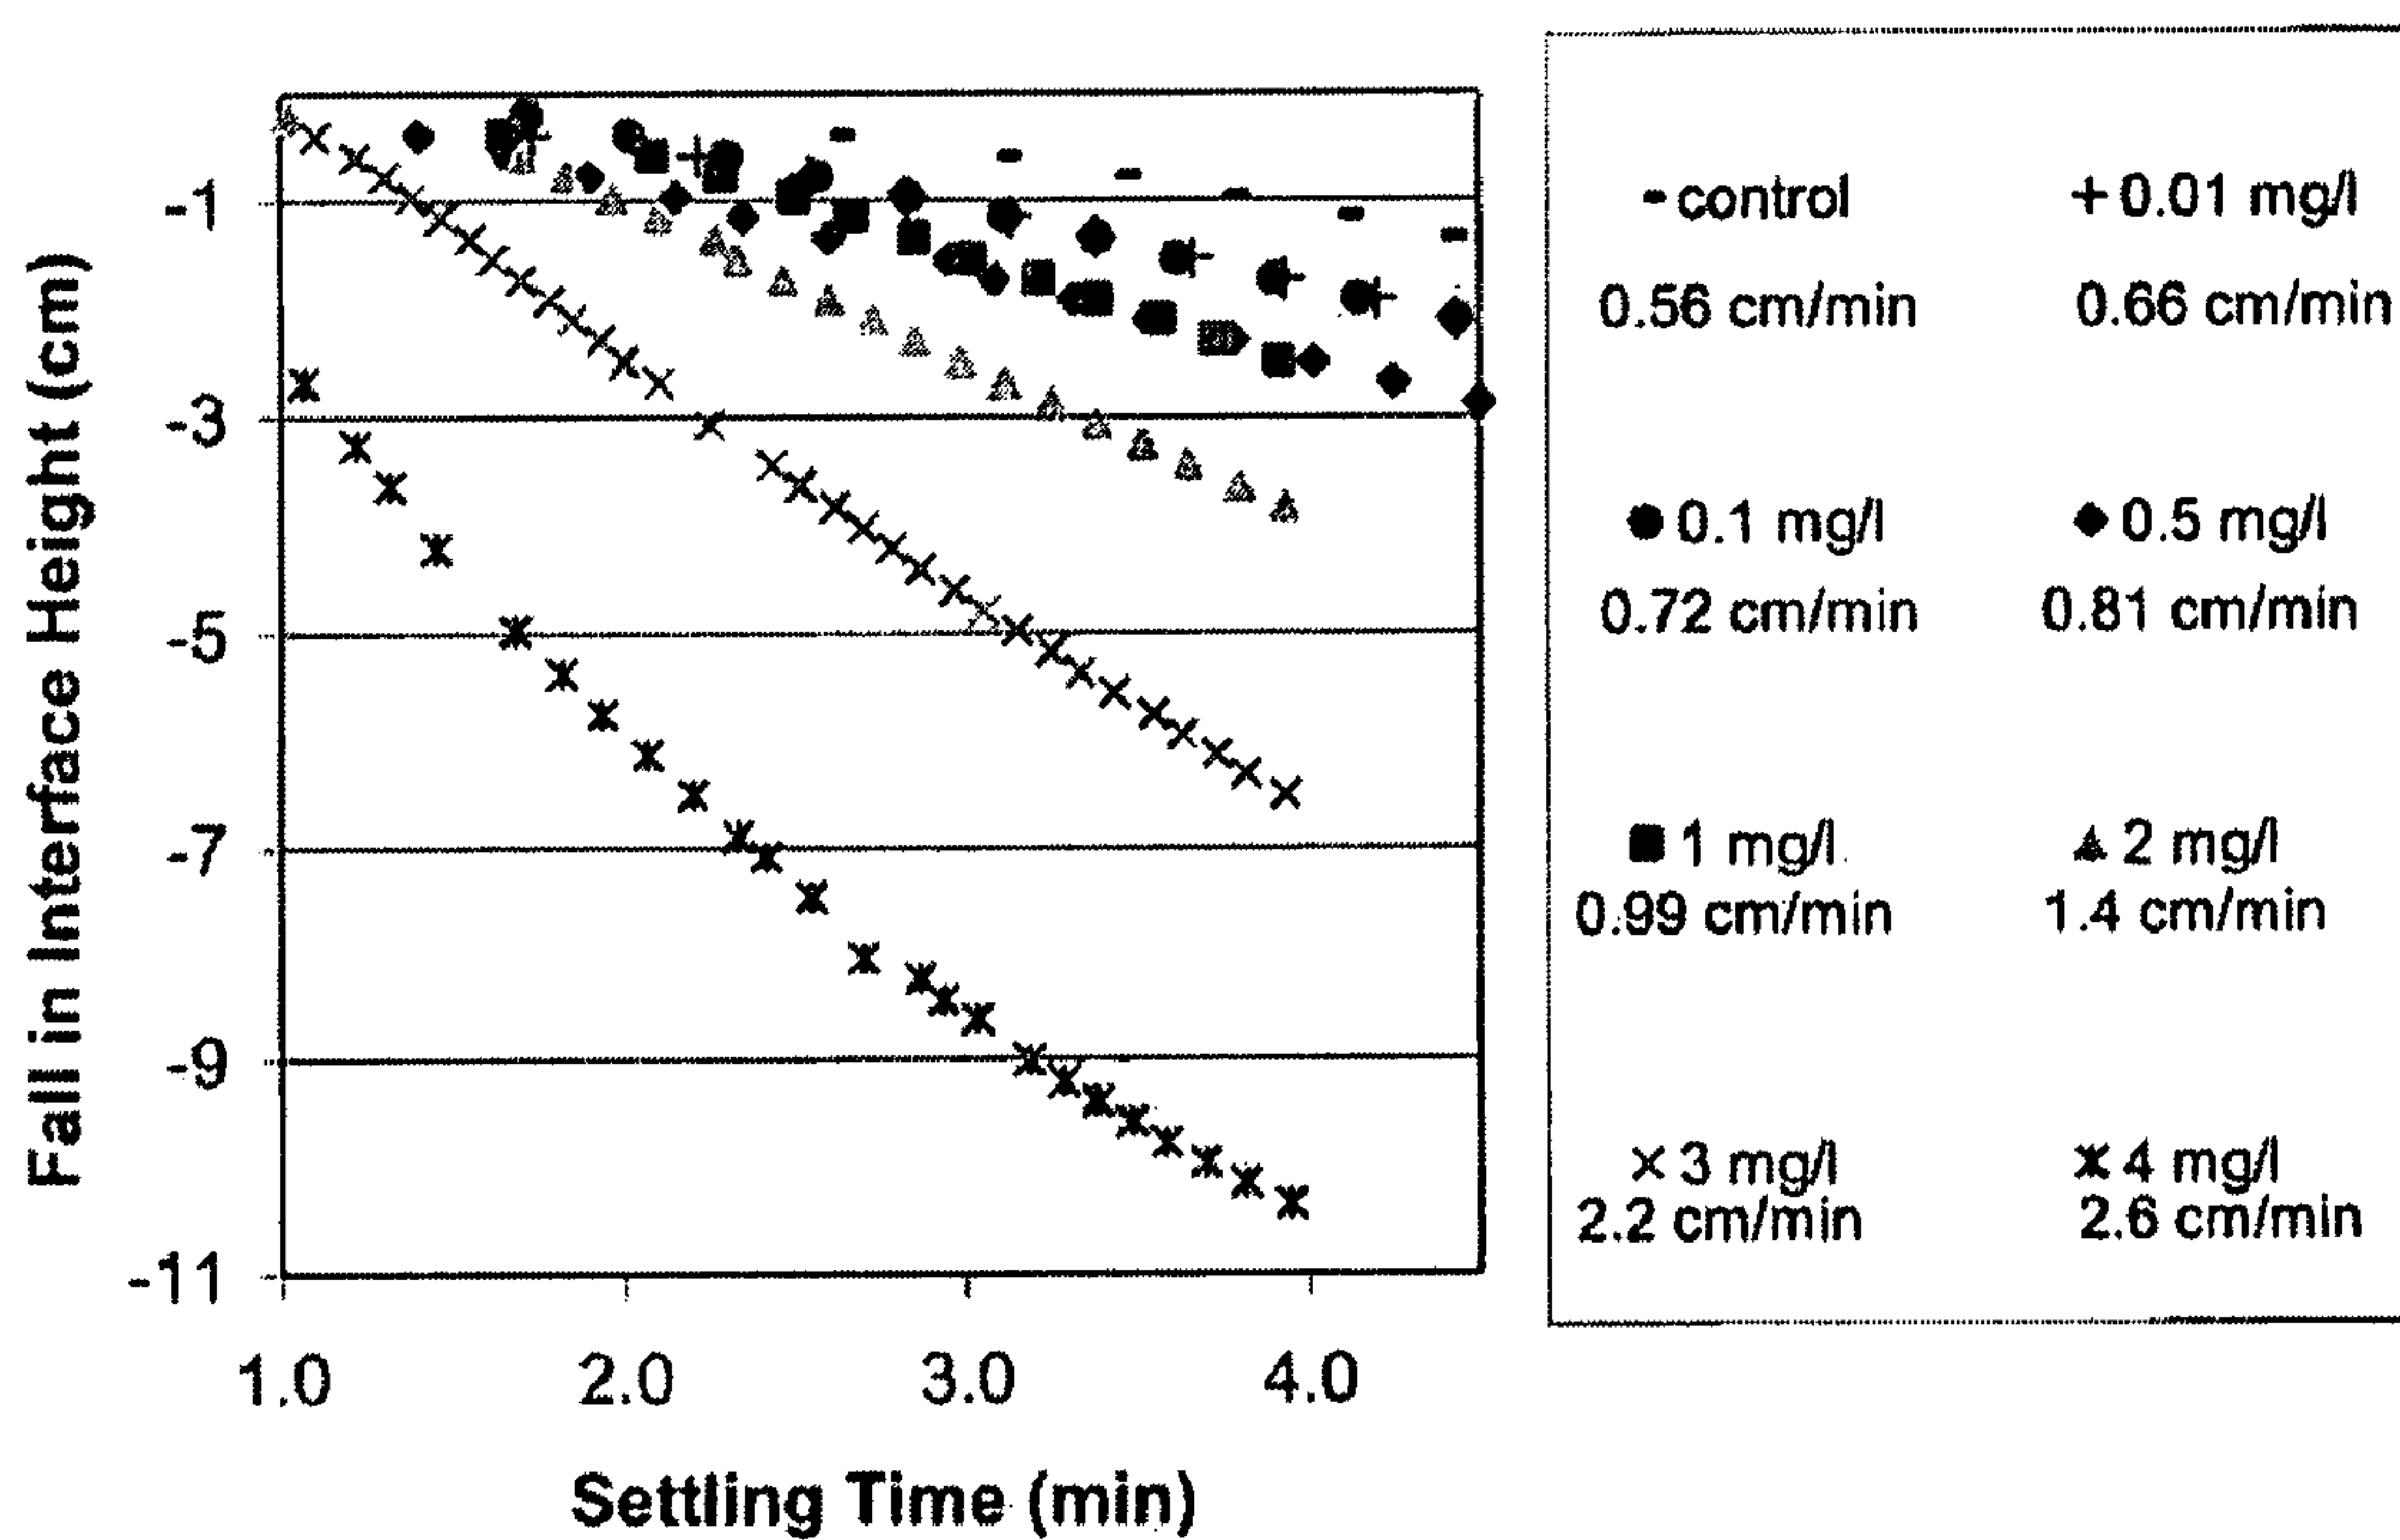 Fall in Interface Height (cm)
-1
-3
-5
-7
-9
-11
1.0 2.0 3.0 4.0
Settling Time (min)
control 0.01 mg/l
0.56 cm/min 0.66 cm/min
0.1 mg/l 0.5 mg/l
0.72 cm/min 0.81 cm/min
1 mg/l 2 mg/l
0.99 cm/min 1.4 cm/min
3 mg/l 4 mg/l
2.2 cm/min 2.6 cm/min